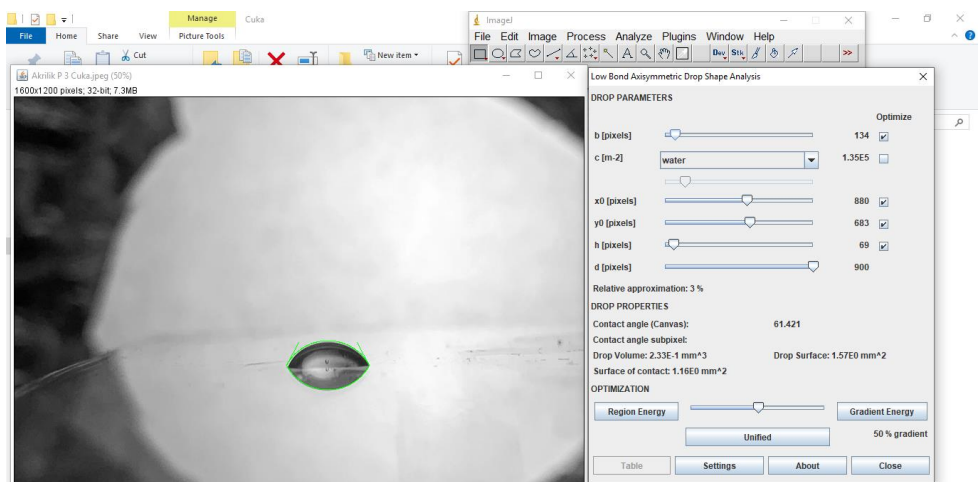 Manage
Cuka
File Home Share View Picture Tools
Cut
New item
ImageJ
File Edit Image Process Analyze Plugins Window Help
A Dev Stk >>
Akrilik P 3 Cuka.jpeg (50%)
1600x1200 pixels; 32-bit; 7.3MB
Low Bond Axisymmetric Drop Shape Analysis
DROP PARAMETERS
Optimize
b [pixels] 134
c [m-2] water 1.35E5
x0 [pixels] 880
y0 [pixels] 683
h [pixels] 69
d [pixels] 900
Relative approximation: 3 %
DROP PROPERTIES
Contact angle (Canvas): 61.421
Contact angle subpixel:
Drop Volume: 2.33E-1 mm^3 Drop Surface: 1.57E0 mm^2
Surface of contact: 1.16E0 mm^2
OPTIMIZATION
Region Energy Gradient Energy
Unified 50 % gradient
Table Settings About Close